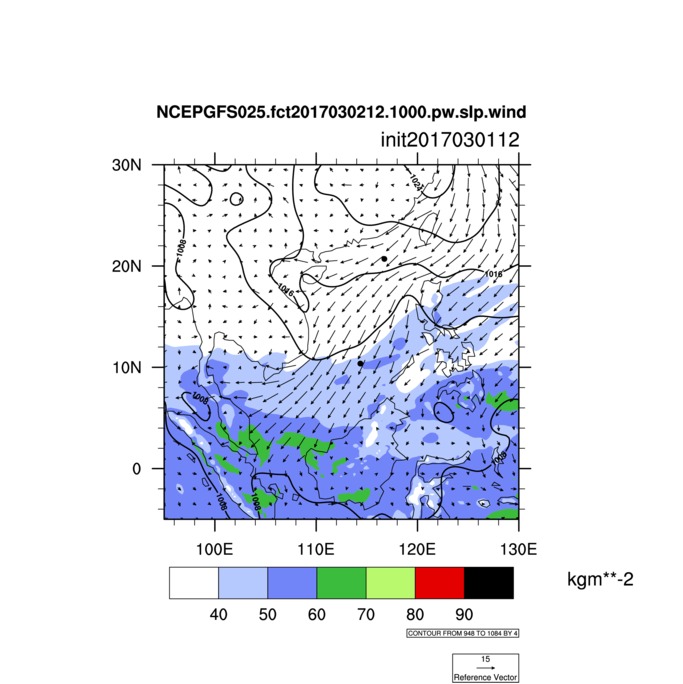 NCEPGFS025.fct2017030212.1000.pw.slp.wind
init2017030112
30N
20N
10N
0
1024
1008
1016
1016
1008
1008
1008
1008
100E 110E 120E 130E
kgm**-2
40 50 60 70 80 90
CONTOUR FROM 948 TO 1084 BY 4
15
Reference Vector